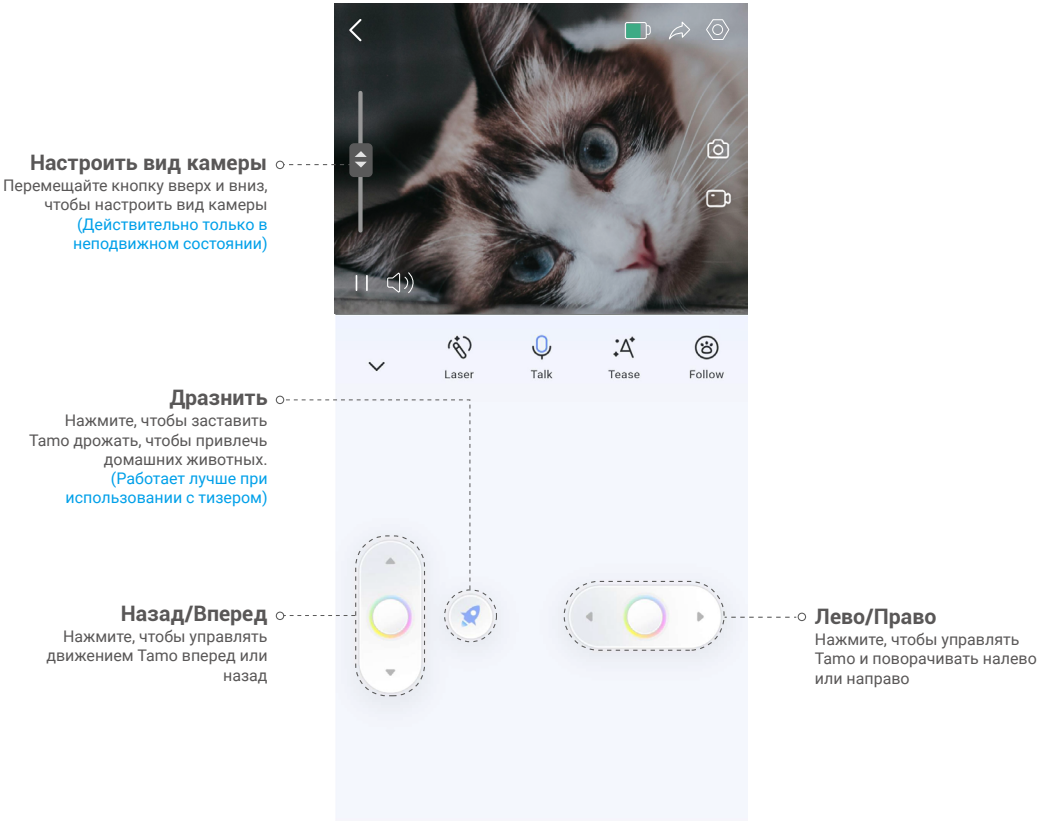 Настроить вид камеры
Перемещайте кнопку вверх и вниз,
чтобы настроить вид камеры
(Действительно только в
неподвижном состоянии)
Laser
Talk
Tease
Follow
Дразнить
Нажмите, чтобы заставить
Tamo дрожать, чтобы привлечь
домашних животных.
(Работает лучше при
использовании с тизером)
Назад/Вперед
Нажмите, чтобы управлять
движением Tamo вперед или
назад
Лево/Право
Нажмите, чтобы управлять
Tamo и поворачивать налево
или направо